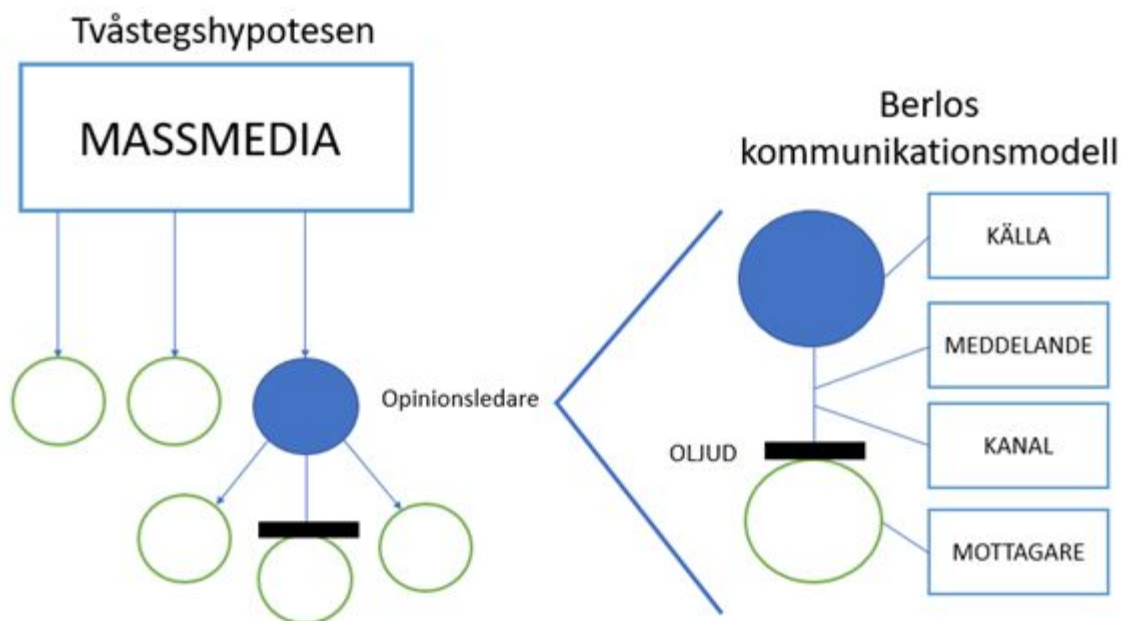 Tvåstegshypotesen
MASSMEDIA
Opinionsledare
Berlos
kommunikationsmodell
KÄLLA
MEDDELANDE
KANAL
OLJUD
MOTTAGARE